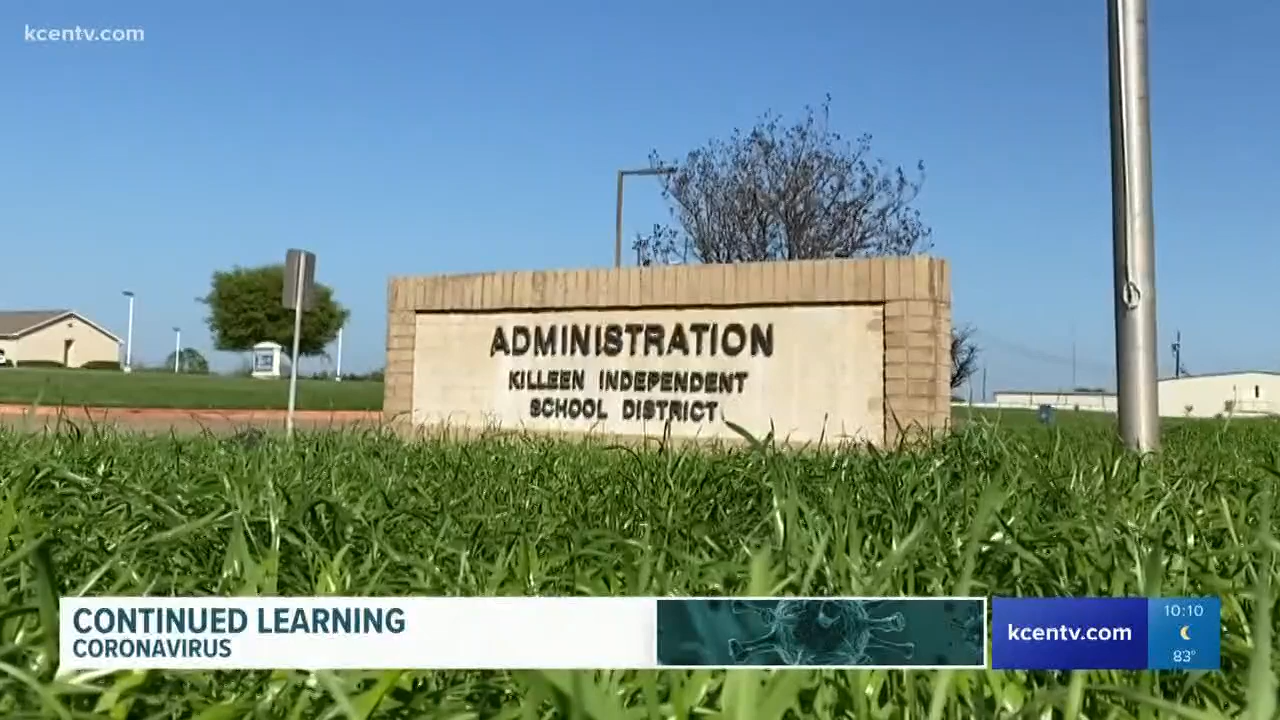 kcentv.com
ADMINISTRATION
KILLEEN INDEPENDENT
SCHOOL DISTRICT
CONTINUED LEARNING
CORONAVIRUS
kcentv.com
10:10
83°